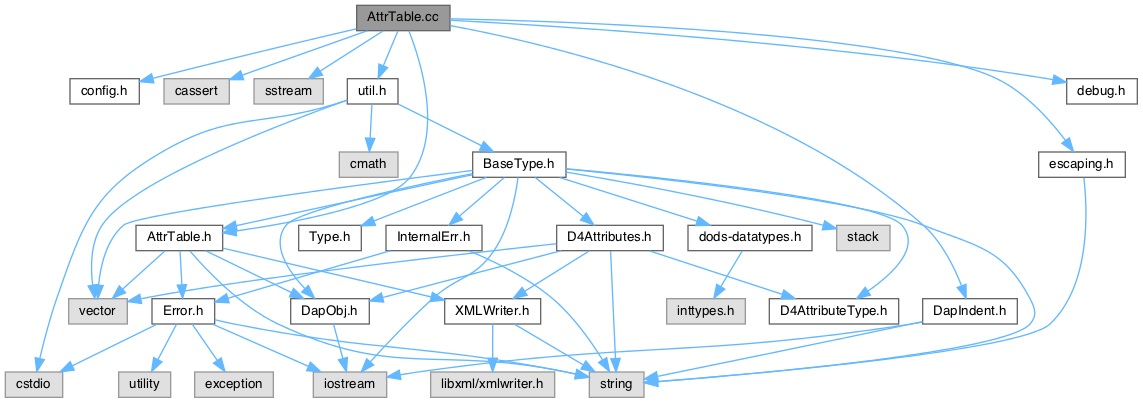 AttrTable.cc
config.h
cassert
sstream
util.h
debug.h
cmath
BaseType.h
escaping.h
AttrTable.h
Type.h
InternalErr.h
D4Attributes.h
dods-datatypes.h
stack
vector
Error.h
DapObj.h
XMLWriter.h
inttypes.h
D4AttributeType.h
DapIndent.h
cstdio
utility
exception
iostream
libxml/xmlwriter.h
string